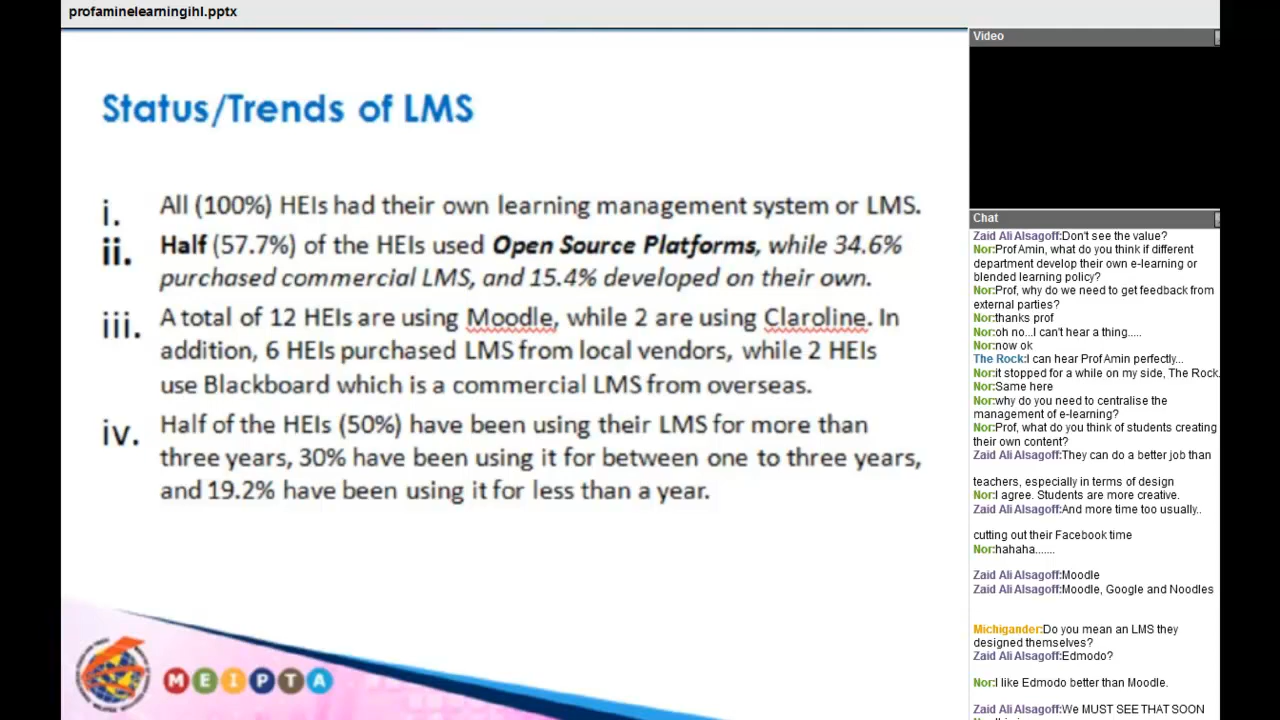 profaminelearningihl.pptx
Status/Trends of LMS
i. All (100%) HEIs had their own learning management system or LMS.
ii. Half (57.7%) of the HEIs used Open Source Platforms, while 34.6%
purchased commercial LMS, and 15.4% developed on their own.
iii. A total of 12 HEIs are using Moodle, while 2 are using Claroline. In
addition, 6 HEIs purchased LMS from local vendors, while 2 HEIs
use Blackboard which is a commercial LMS from overseas.
iv. Half of the HEIs (50%) have been using their LMS for more than
three years, 30% have been using it for between one to three years,
and 19.2% have been using it for less than a year.
MEIPTA
Video
Chat
Zaid Ali Alsagoff:Don't see the value?
Nor:Prof Amin, what do you think if different
department develop their own e-learning or
blended learning policy?
Nor:Prof, why do we need to get feedback from
external parties?
Nor:thanks prof
Nor:oh no...I can't hear a thing.....
Nor:now ok
The Rock:I can hear Prof Amin perfectly...
Nor:it stopped for a while on my side, The Rock.
Nor:Same here
Nor:why do you need to centralise the
management of e-learning?
Nor:Prof, what do you think of students creating
their own content?
Zaid Ali Alsagoff:They can do a better job than
teachers, especially in terms of design
Nor:I agree. Students are more creative.
Zaid Ali Alsagoff:And more time too usually..
cutting out their Facebook time
Nor:hahaha.......
Zaid Ali Alsagoff:Moodle
Zaid Ali Alsagoff:Moodle, Google and Noodles
Michigander:Do you mean an LMS they
designed themselves?
Zaid Ali Alsagoff:Edmodo?
Nor:I like Edmodo better than Moodle.
Zaid Ali Alsagoff:We MUST SEE THAT SOON